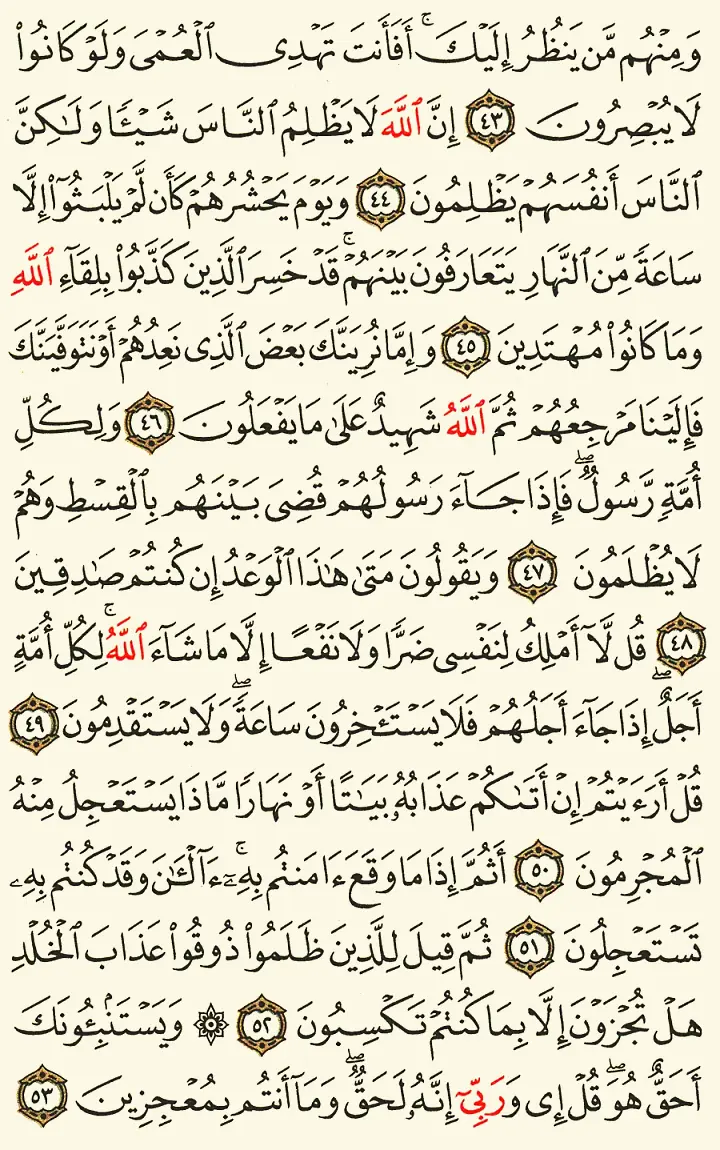 وَمِنْهُم مَّن يَنظُرُ إِلَيْكَ ۚ أَفَأَنتَ تَهْدِى ٱلْعُمْىَ وَلَوْ كَانُوا۟
لَا يُبْصِرُونَ ﴿٤٣﴾ إِنَّ ٱللَّهَ لَا يَظْلِمُ ٱلنَّاسَ شَيْـًٔا وَلَـٰكِنَّ
ٱلنَّاسَ أَنفُسَهُمْ يَظْلِمُونَ ﴿٤٤﴾ وَيَوْمَ يَحْشُرُهُمْ كَأَن لَّمْ يَلْبَثُوٓا۟ إِلَّا
سَاعَةً مِّنَ ٱلنَّهَارِ يَتَعَارَفُونَ بَيْنَهُمْ ۚ قَدْ خَسِرَ ٱلَّذِينَ كَذَّبُوا۟ بِلِقَآءِ ٱللَّهِ
وَمَا كَانُوا۟ مُهْتَدِينَ ﴿٤٥﴾ وَإِمَّا نُرِيَنَّكَ بَعْضَ ٱلَّذِى نَعِدُهُمْ أَوْ نَتَوَفَّيَنَّكَ
فَإِلَيْنَا مَرْجِعُهُمْ ثُمَّ ٱللَّهُ شَهِيدٌ عَلَىٰ مَا يَفْعَلُونَ ﴿٤٦﴾ وَلِكُلِّ
أُمَّةٍ رَّسُولٌ ۖ فَإِذَا جَآءَ رَسُولُهُمْ قُضِىَ بَيْنَهُم بِٱلْقِسْطِ وَهُمْ
لَا يُظْلَمُونَ ﴿٤٧﴾ وَيَقُولُونَ مَتَىٰ هَـٰذَا ٱلْوَعْدُ إِن كُنتُمْ صَـٰدِقِينَ
﴿٤٨﴾ قُل لَّآ أَمْلِكُ لِنَفْسِى ضَرًّا وَلَا نَفْعًا إِلَّا مَا شَآءَ ٱللَّهُ ۗ لِكُلِّ أُمَّةٍ
أَجَلٌ ۚ إِذَا جَآءَ أَجَلُهُمْ فَلَا يَسْتَـْٔخِرُونَ سَاعَةً ۖ وَلَا يَسْتَقْدِمُونَ ﴿٤٩﴾
قُلْ أَرَءَيْتُمْ إِنْ أَتَىٰكُمْ عَذَابُهُۥ بَيَـٰتًا أَوْ نَهَارًا مَّاذَا يَسْتَعْجِلُ مِنْهُ
ٱلْمُجْرِمُونَ ﴿٥٠﴾ أَثُمَّ إِذَا مَا وَقَعَ ءَامَنتُم بِهِۦٓ ۚ ءَآلْـَٔـٰنَ وَقَدْ كُنتُم بِهِۦ
تَسْتَعْجِلُونَ ﴿٥١﴾ ثُمَّ قِيلَ لِلَّذِينَ ظَلَمُوا۟ ذُوقُوا۟ عَذَابَ ٱلْخُلْدِ
هَلْ تُجْزَوْنَ إِلَّا بِمَا كُنتُمْ تَكْسِبُونَ ﴿٥٢﴾ ۞ وَيَسْتَنۢبِـُٔونَكَ
أَحَقٌّ هُوَ ۖ قُلْ إِى وَرَبِّىٓ إِنَّهُۥ لَحَقٌّ ۖ وَمَآ أَنتُم بِمُعْجِزِينَ ﴿٥٣﴾